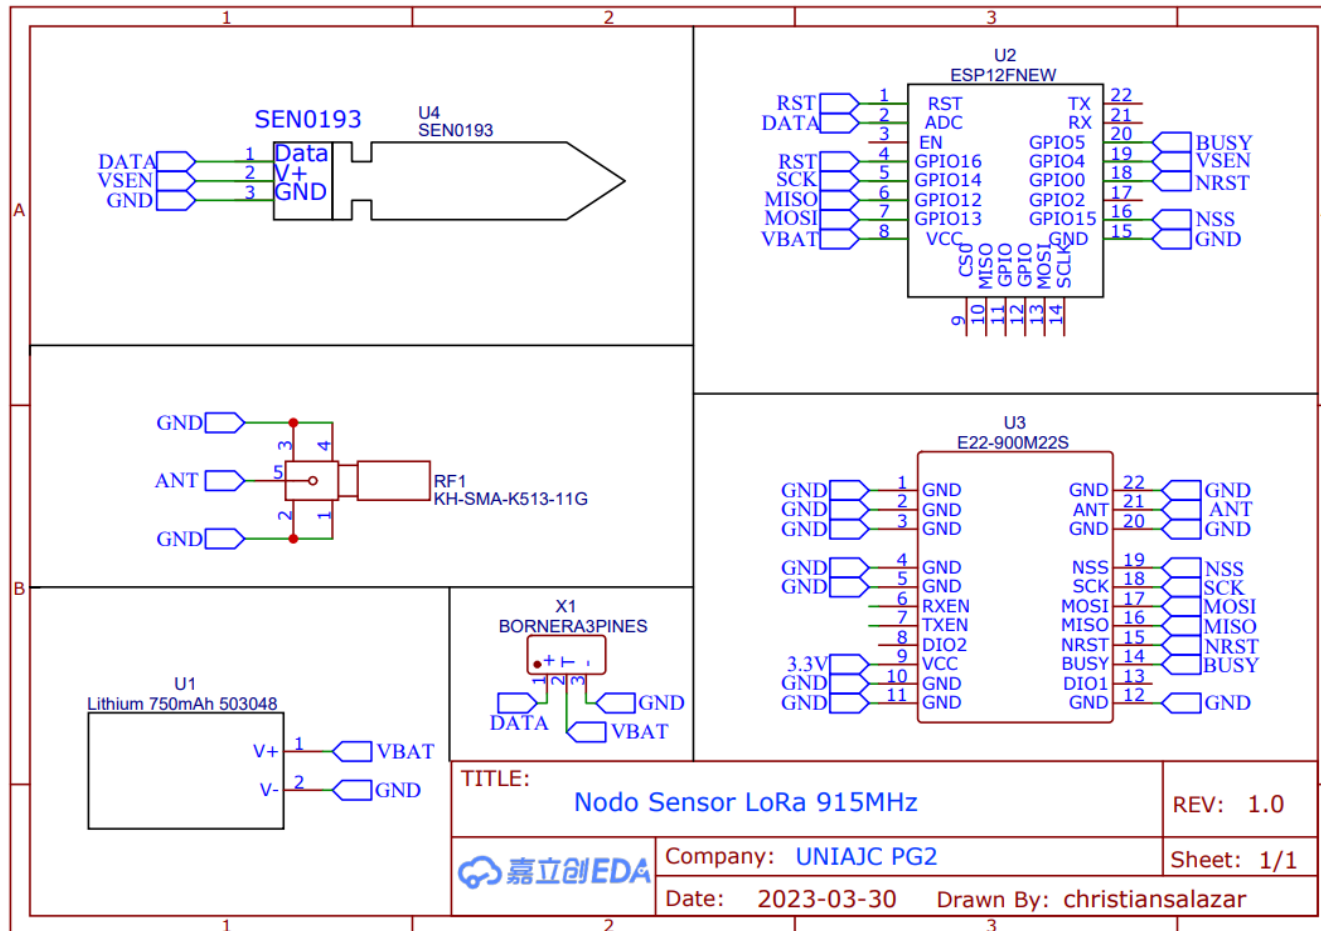 1 2 3
A
B
SEN0193
U4
SEN0193
DATA 1 Data
VSEN 2 V+
GND 3 GND
U2
ESP12FNEW
RST 1 RST TX 22
DATA 2 ADC RX 21
3 EN GPIO5 20 BUSY
RST 4 GPIO16 GPIO4 19 VSEN
SCK 5 GPIO14 GPIO0 18 NRST
MISO 6 GPIO12 GPIO2 17
MOSI 7 GPIO13 GPIO15 16 NSS
VBAT 8 VCC GND 15 GND
CS0 MISO GPIO GPIO MOSI SCLK
9 10 11 12 13 14
GND
3 4
ANT 5
RF1
KH-SMA-K513-11G
2 1
GND
U3
E22-900M22S
GND 1 GND GND 22 GND
GND 2 GND ANT 21 ANT
GND 3 GND GND 20 GND
GND 4 GND NSS 19 NSS
GND 5 GND SCK 18 SCK
6 RXEN MOSI 17 MOSI
7 TXEN MISO 16 MISO
8 DIO2 NRST 15 NRST
3.3V 9 VCC BUSY 14 BUSY
GND 10 GND DIO1 13
GND 11 GND GND 12 GND
U1
Lithium 750mAh 503048
V+ 1 VBAT
V- 2 GND
X1
BORNERA3PINES
+ T -
1 2 3
DATA
GND
VBAT
TITLE:
Nodo Sensor LoRa 915MHz
REV: 1.0
嘉立创EDA
Company: UNIAJC PG2
Sheet: 1/1
Date: 2023-03-30
Drawn By: christiansalazar
1 2 3